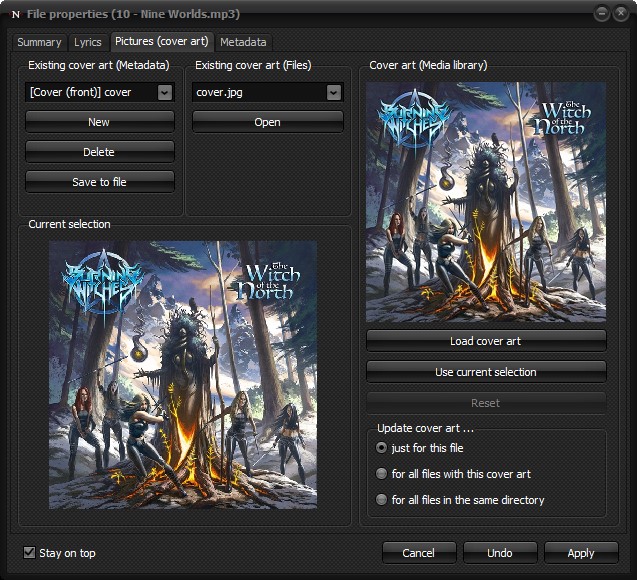 N File properties (10 - Nine Worlds.mp3)
Summary Lyrics Pictures (cover art) Metadata
Existing cover art (Metadata)
[Cover (front)] cover
New
Delete
Save to file
Existing cover art (Files)
cover.jpg
Open
Current selection
BURNING
WITCHES
The
Witch
of the
North
Cover art (Media library)
BURNING
WITCHES
The
Witch
of the
North
Load cover art
Use current selection
Reset
Update cover art ...
just for this file
for all files with this cover art
for all files in the same directory
Stay on top
Cancel
Undo
Apply